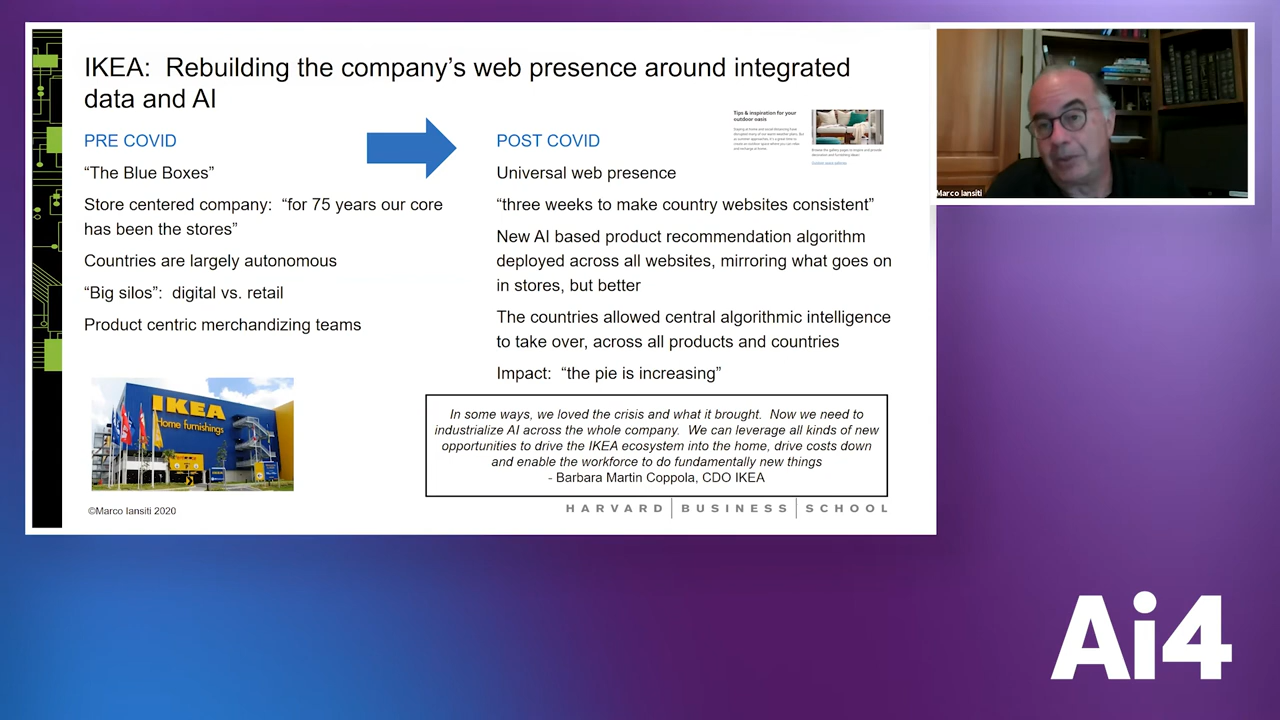 IKEA: Rebuilding the company’s web presence around integrated
data and AI
PRE COVID
“The Blue Boxes”
Store centered company: “for 75 years our core
has been the stores”
Countries are largely autonomous
“Big silos”: digital vs. retail
Product centric merchandizing teams
IKEA
Home furnishings
©Marco Iansiti 2020
POST COVID
Tips & inspiration for your
outdoor oasis
Universal web presence
“three weeks to make country websites consistent”
New AI based product recommendation algorithm
deployed across all websites, mirroring what goes on
in stores, but better
The countries allowed central algorithmic intelligence
to take over, across all products and countries
Impact: “the pie is increasing”
In some ways, we loved the crisis and what it brought. Now we need to
industrialize AI across the whole company. We can leverage all kinds of new
opportunities to drive the IKEA ecosystem into the home, drive costs down
and enable the workforce to do fundamentally new things
- Barbara Martin Coppola, CDO IKEA
HARVARD | BUSINESS | SCHOOL
Marco Iansiti
Ai4